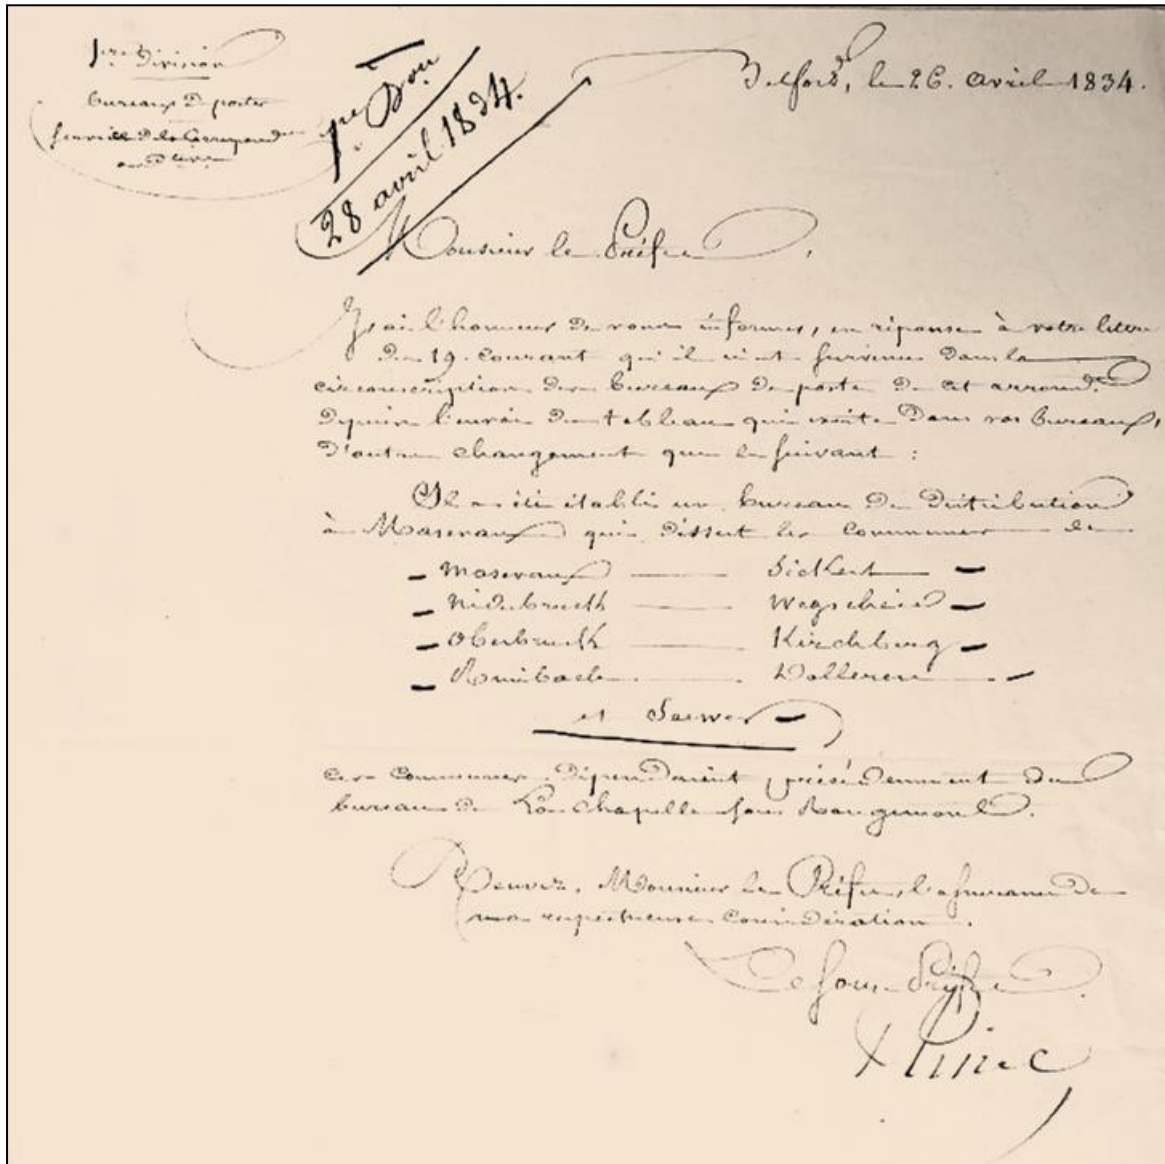 1re Division
bureaux de postes
Service de la Correspond
1re Don
28 avril 1834.
Belfort, le 26. avril 1834.
Monsieur le Préfet,
J'ai l'honneur de vous informer, en réponse à votre lettre
du 19. courant qu'il n'est survenu dans la
circonscription des bureaux de poste de cet arrondt
depuis l'envoi du tableau qui existe dans vos bureaux,
d'autre changement que le suivant :
Il a été établi un bureau de distribution
à Masevaux qui dessert les communes de
Masevaux — Sickert
Niederbruck — Wegscheid
Oberbruck — Kirchberg
Rimbach — Dolleren
et Sewen
ces communes dépendaient précédemment du
bureau de La Chapelle sous Rougemont.
Recevez, Monsieur le Préfet, l'assurance de
ma respectueuse considération.
Le Sous Préfet